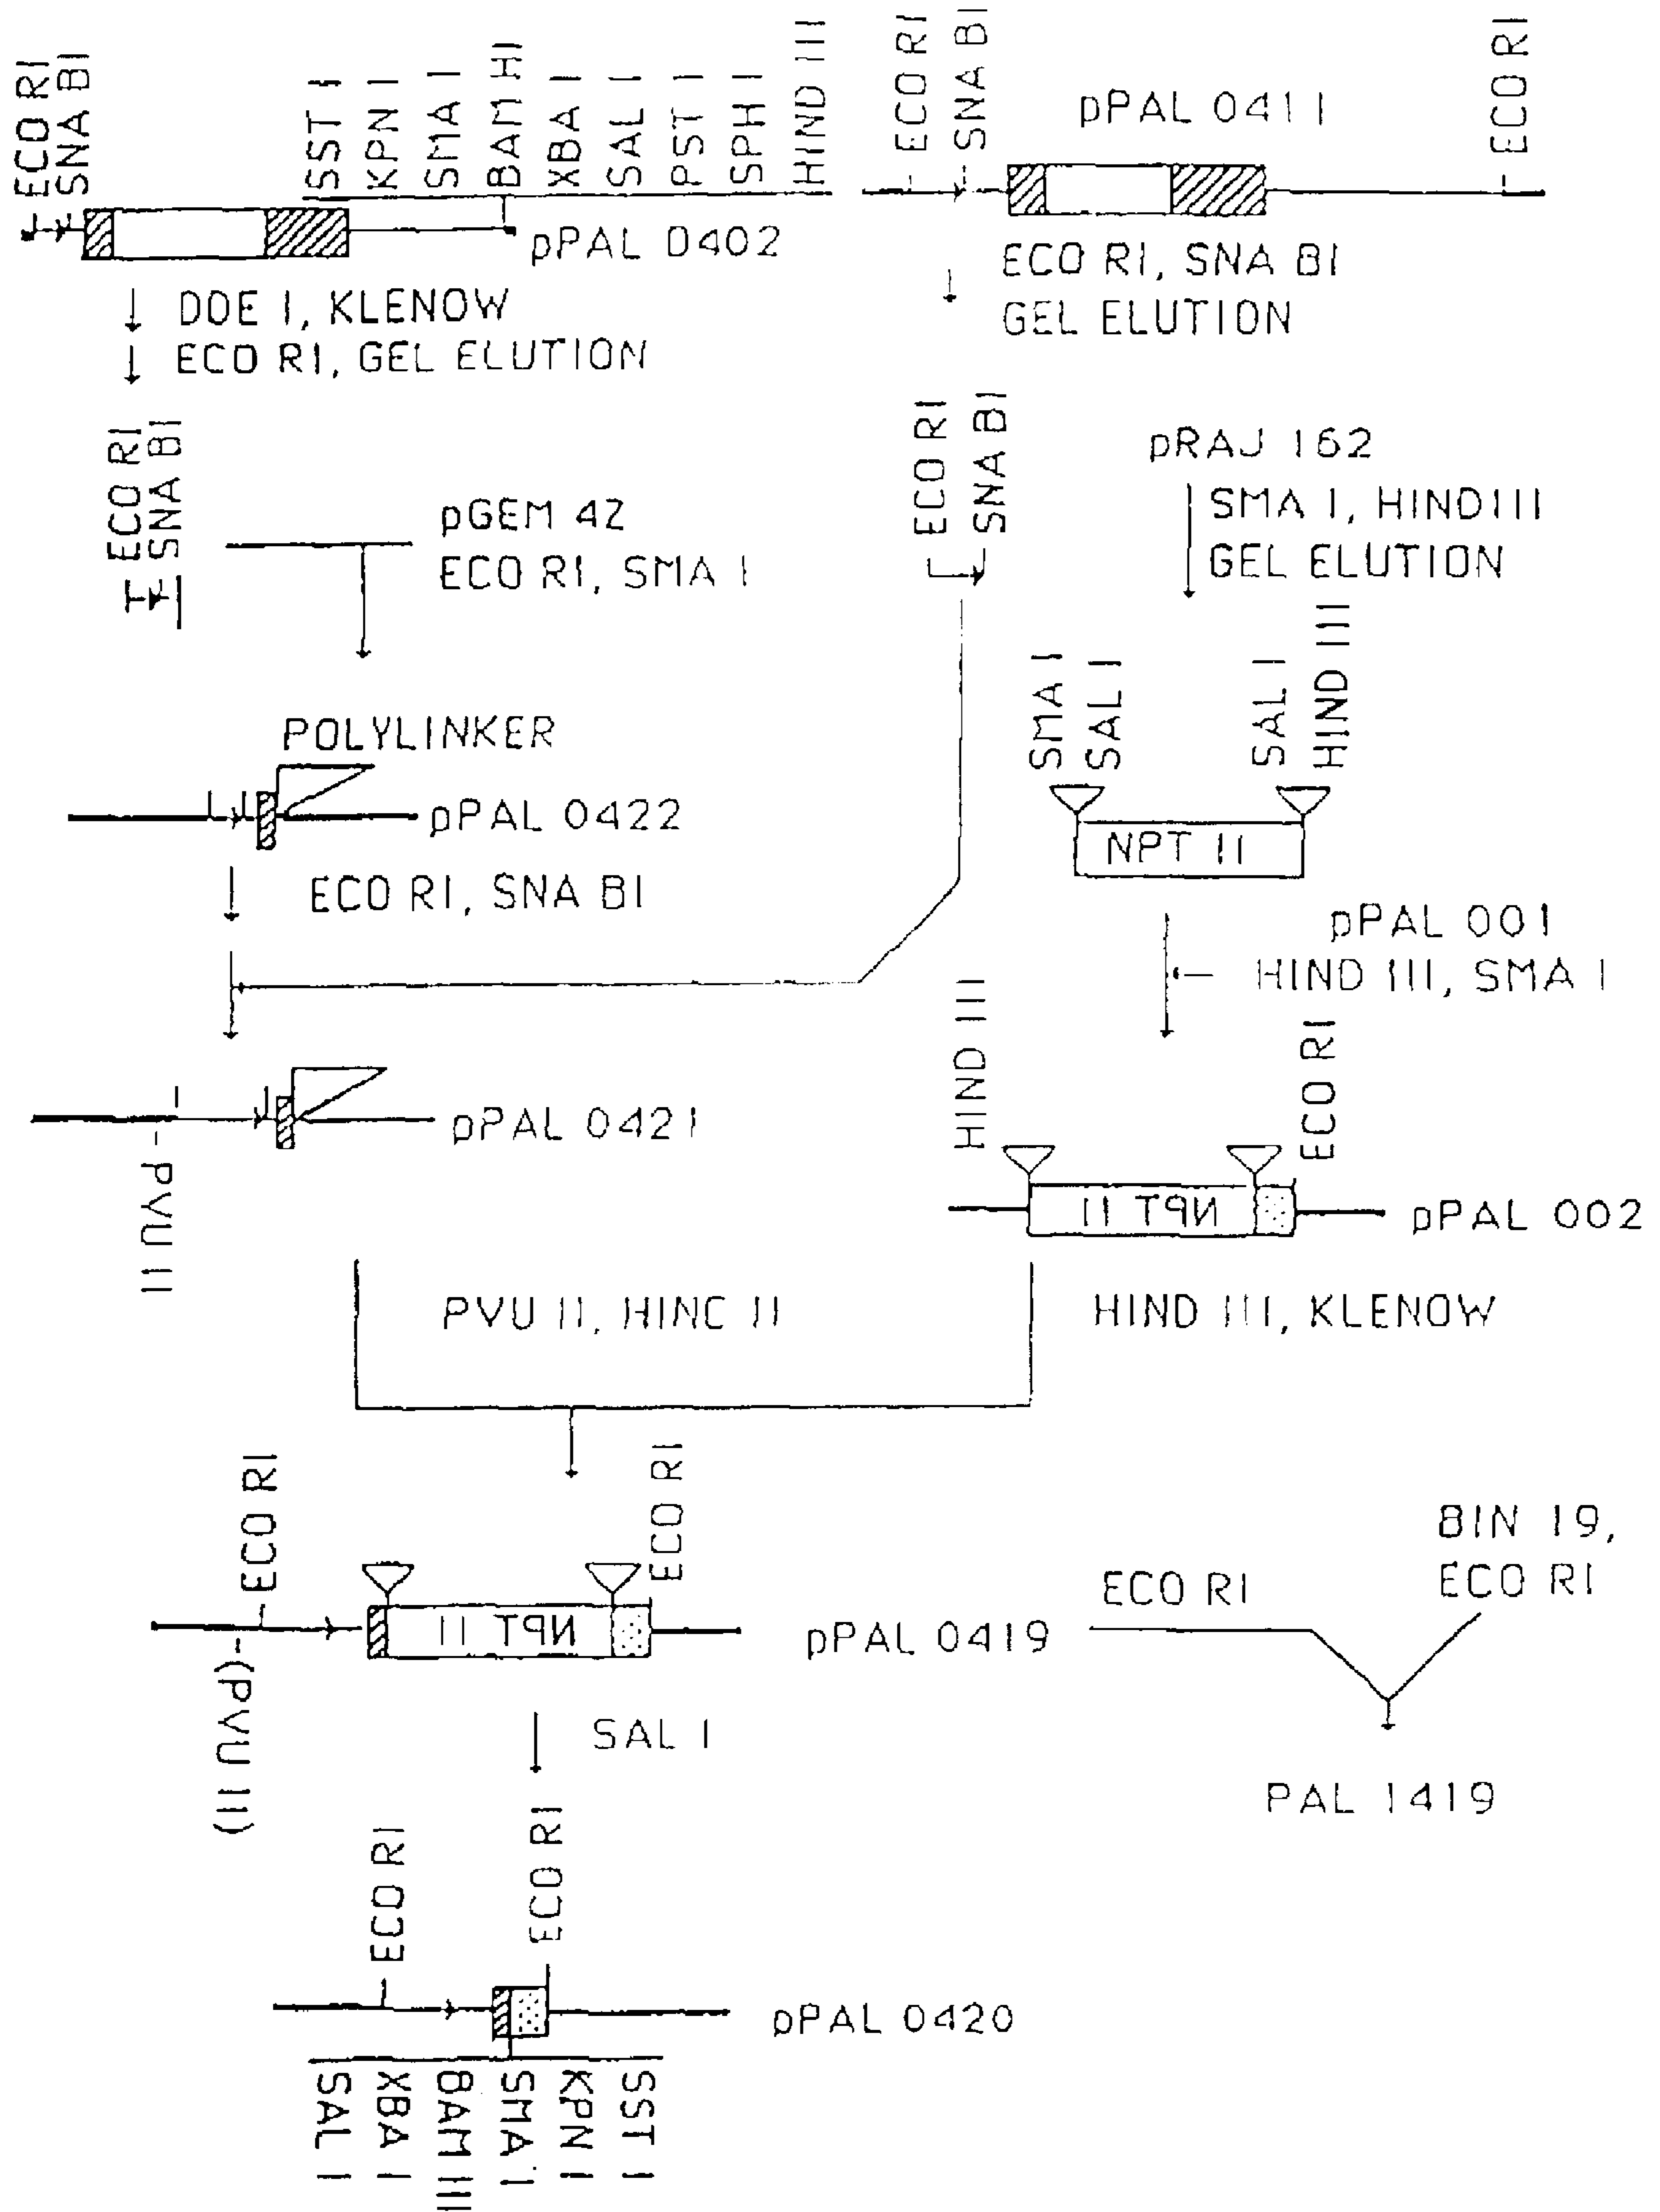 ECO RI
SNA BI
SST I
KPN I
SMA I
BAM HI
XBA I
SAL I
PST I
SPH I
HIND III
ECO RI
SNA BI
pPAL 0411
ECO RI
pPAL 0402
DDE I, KLENOW
ECO RI, GEL ELUTION
ECO RI, SNA BI
GEL ELUTION
ECO RI
SNA BI
pGEM 42
ECO RI, SMA I
ECO RI
SNA BI
pRAJ 162
SMA I, HIND III
GEL ELUTION
POLYLINKER
pPAL 0422
SMA I
SAL I
SAL I
HIND III
NPT II
ECO RI, SNA BI
pPAL 001
HIND III, SMA I
pPAL 0421
PVU II
HIND III
ECO RI
NPT II
pPAL 002
PVU II, HINC II
HIND III, KLENOW
ECO RI
ECO RI
NPT II
(PVU II)
pPAL 0419
ECO RI
BIN 19,
ECO RI
SAL I
PAL 1419
ECO RI
ECO RI
pPAL 0420
SAL I
XBA I
BAM III
SMA I
KPN I
SST I